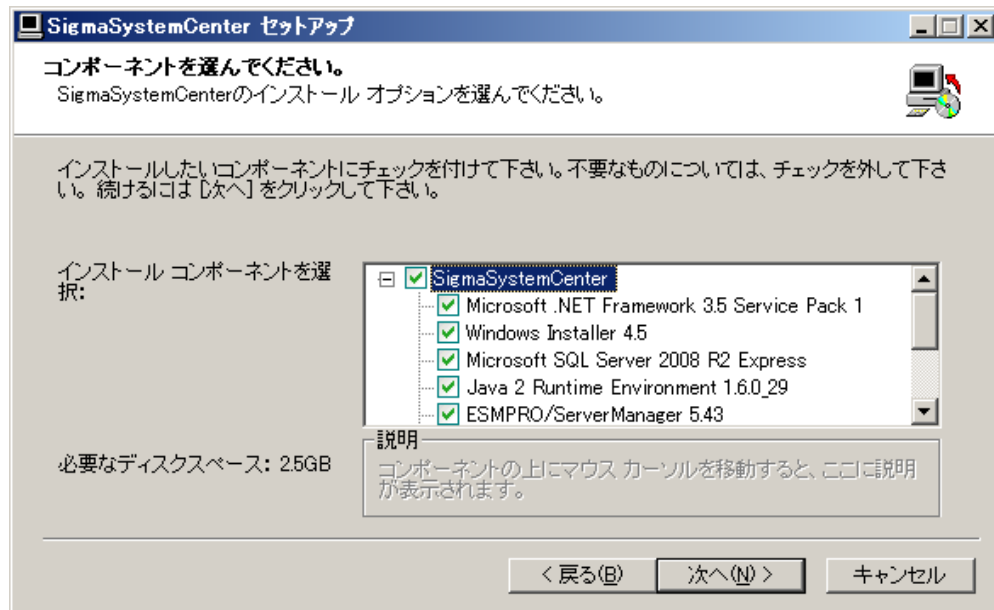 SigmaSystemCenter セットアップ
コンポーネントを選んでください。
SigmaSystemCenterのインストール オプションを選んでください。
インストールしたいコンポーネントにチェックを付けて下さい。不要なものについては、チェックを外して下さ
い。続けるには [次へ] をクリックして下さい。
インストール コンポーネントを選
択:
SigmaSystemCenter
Microsoft .NET Framework 3.5 Service Pack 1
Windows Installer 4.5
Microsoft SQL Server 2008 R2 Express
Java 2 Runtime Environment 1.6.0_29
ESMPRO/ServerManager 5.43
必要なディスクスペース: 2.5GB
説明
コンポーネントの上にマウス カーソルを移動すると、ここに説明
が表示されます。
< 戻る(B) 次へ(N) > キャンセル